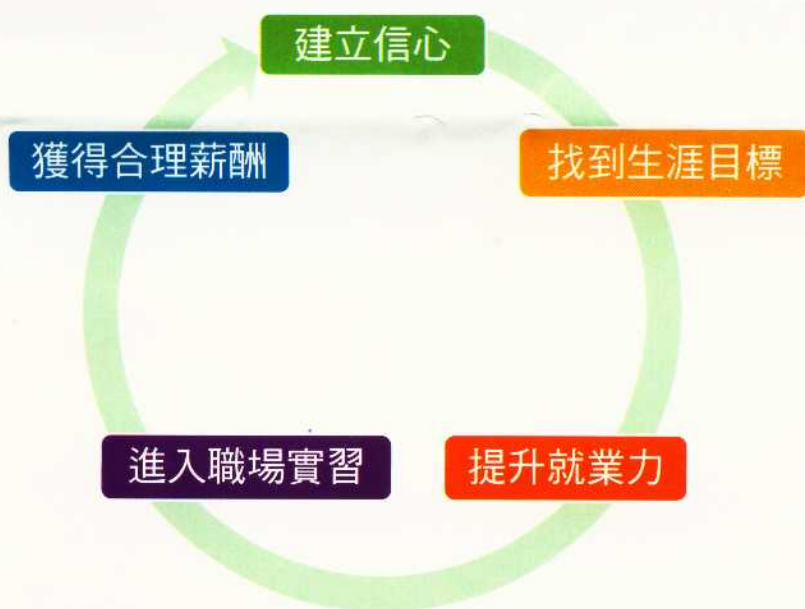 建立信心
找到生涯目標
提升就業力
進入職場實習
獲得合理薪酬